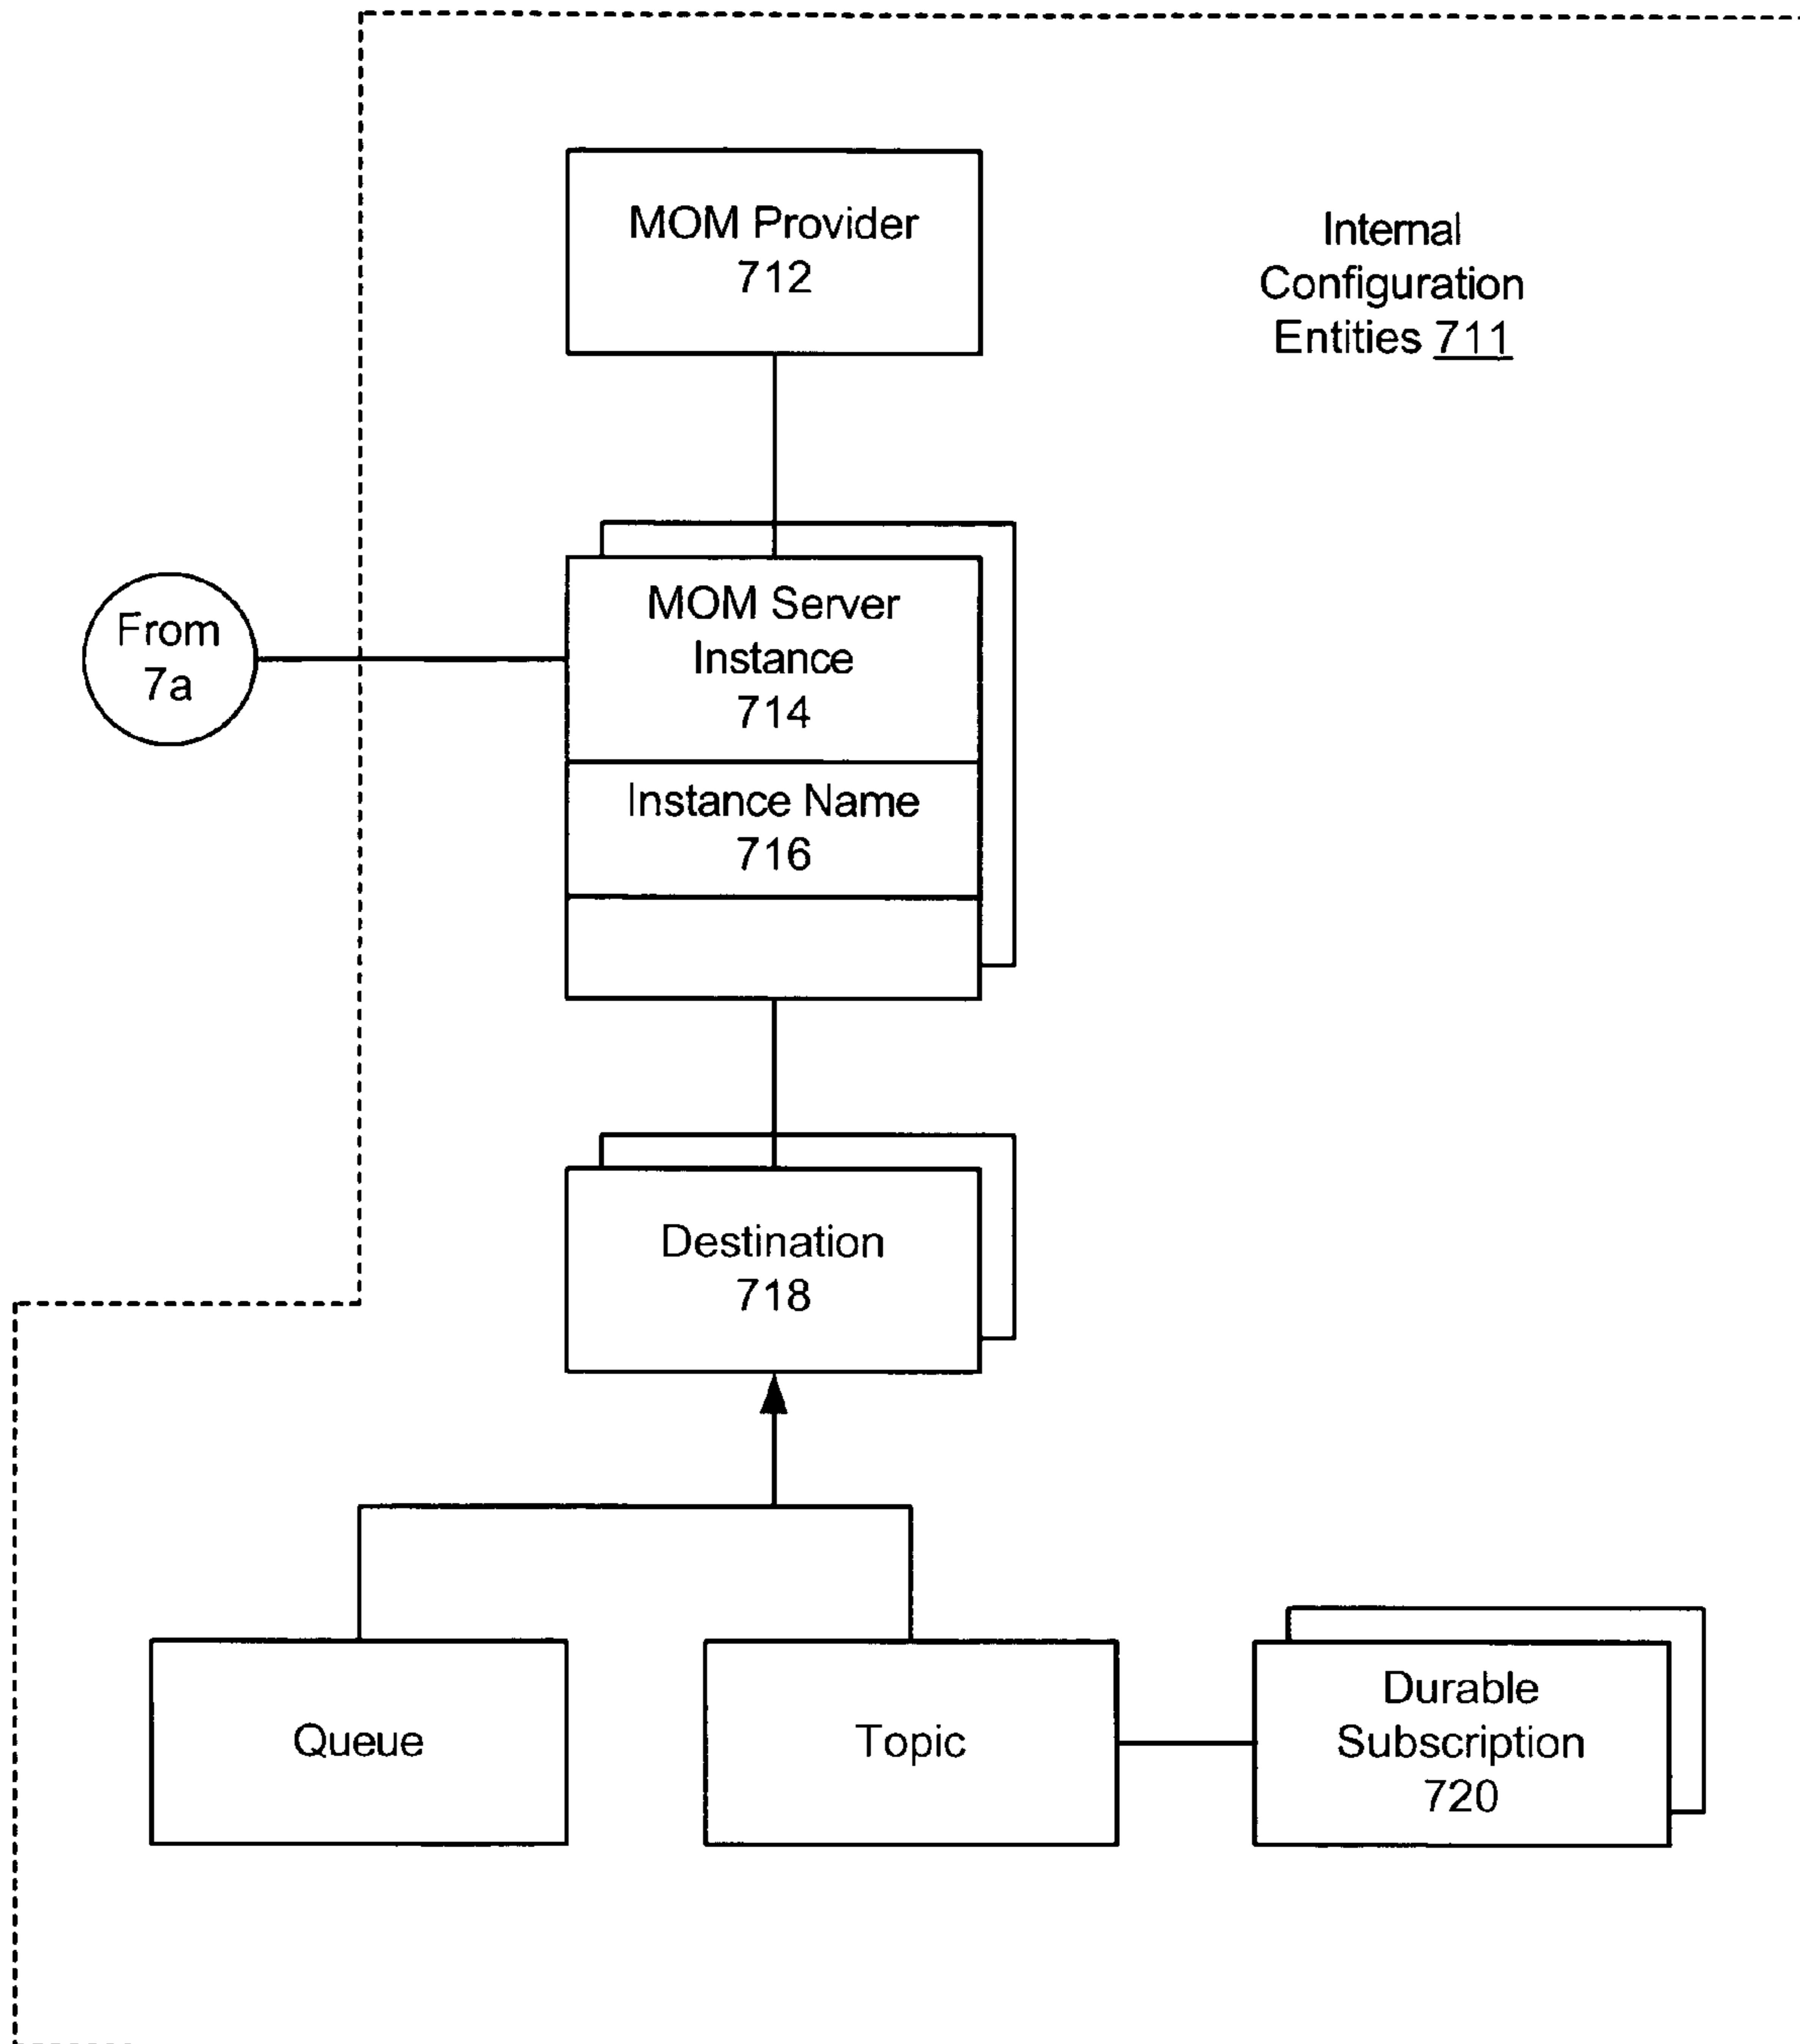 MOM Provider
712
Internal
Configuration
Entities 711
From
7a
MOM Server
Instance
714
Instance Name
716
Destination
718
Queue
Topic
Durable
Subscription
720